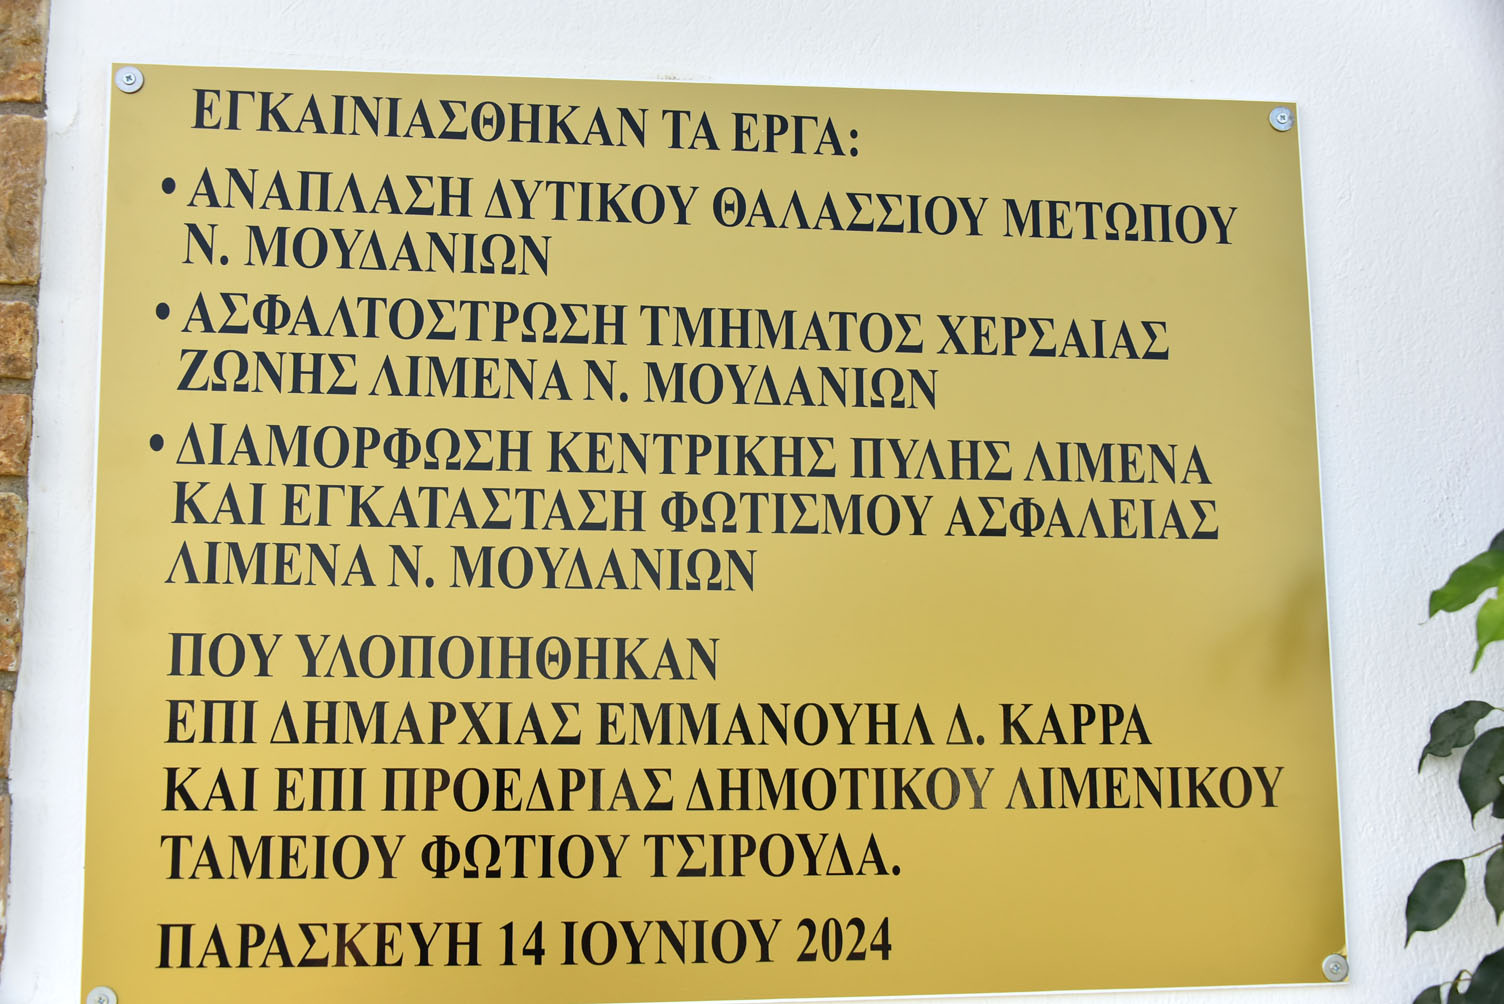 ΕΓΚΑΙΝΙΑΣΘΗΚΑΝ ΤΑ ΕΡΓΑ:
• ΑΝΑΠΛΑΣΗ ΔΥΤΙΚΟΥ ΘΑΛΑΣΣΙΟΥ ΜΕΤΩΠΟΥ
Ν. ΜΟΥΔΑΝΙΩΝ
• ΑΣΦΑΛΤΟΣΤΡΩΣΗ ΤΜΗΜΑΤΟΣ ΧΕΡΣΑΙΑΣ
ΖΩΝΗΣ ΛΙΜΕΝΑ Ν. ΜΟΥΔΑΝΙΩΝ
• ΔΙΑΜΟΡΦΩΣΗ ΚΕΝΤΡΙΚΗΣ ΠΥΛΗΣ ΛΙΜΕΝΑ
ΚΑΙ ΕΓΚΑΤΑΣΤΑΣΗ ΦΩΤΙΣΜΟΥ ΑΣΦΑΛΕΙΑΣ
ΛΙΜΕΝΑ Ν. ΜΟΥΔΑΝΙΩΝ
ΠΟΥ ΥΛΟΠΟΙΗΘΗΚΑΝ
ΕΠΙ ΔΗΜΑΡΧΙΑΣ ΕΜΜΑΝΟΥΗΛ Δ. ΚΑΡΡΑ
ΚΑΙ ΕΠΙ ΠΡΟΕΔΡΙΑΣ ΔΗΜΟΤΙΚΟΥ ΛΙΜΕΝΙΚΟΥ
ΤΑΜΕΙΟΥ ΦΩΤΙΟΥ ΤΣΙΡΟΥΔΑ.
ΠΑΡΑΣΚΕΥΗ 14 ΙΟΥΝΙΟΥ 2024